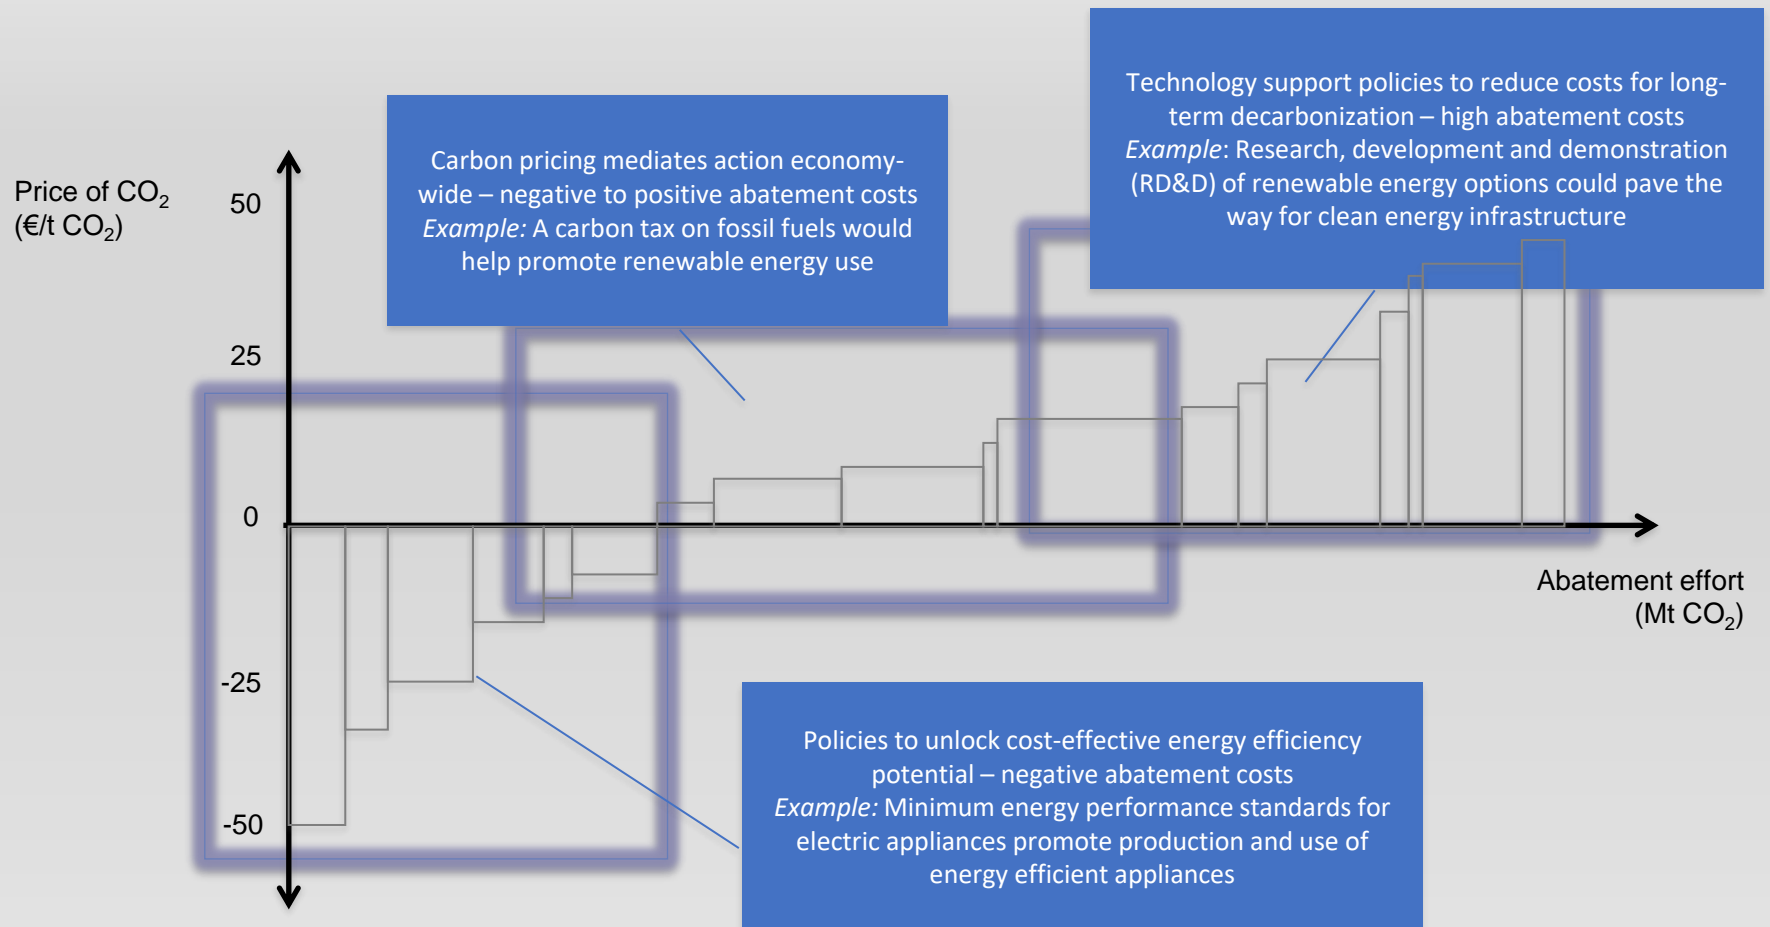 Technology support policies to reduce costs for long-
term decarbonization – high abatement costs
Example: Research, development and demonstration
(RD&D) of renewable energy options could pave the
way for clean energy infrastructure
Carbon pricing mediates action economy-
wide – negative to positive abatement costs
Example: A carbon tax on fossil fuels would
help promote renewable energy use
Price of CO₂
(€/t CO₂)
50
25
0
-25
-50
Abatement effort
(Mt CO₂)
Policies to unlock cost-effective energy efficiency
potential – negative abatement costs
Example: Minimum energy performance standards for
electric appliances promote production and use of
energy efficient appliances